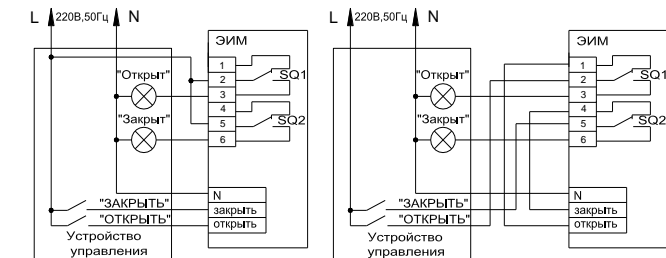 L 220В,50Гц N
ЭИМ
1
"Открыт" 2 SQ1
3
"Закрыт" 4 SQ2
5
6
N
"ЗАКРЫТЬ" закрыть
"ОТКРЫТЬ" открыть
Устройство
управления
L 220В,50Гц N
ЭИМ
1
"Открыт" 2 SQ1
3
"Закрыт" 4 SQ2
5
6
N
"ЗАКРЫТЬ" закрыть
"ОТКРЫТЬ" открыть
Устройство
управления